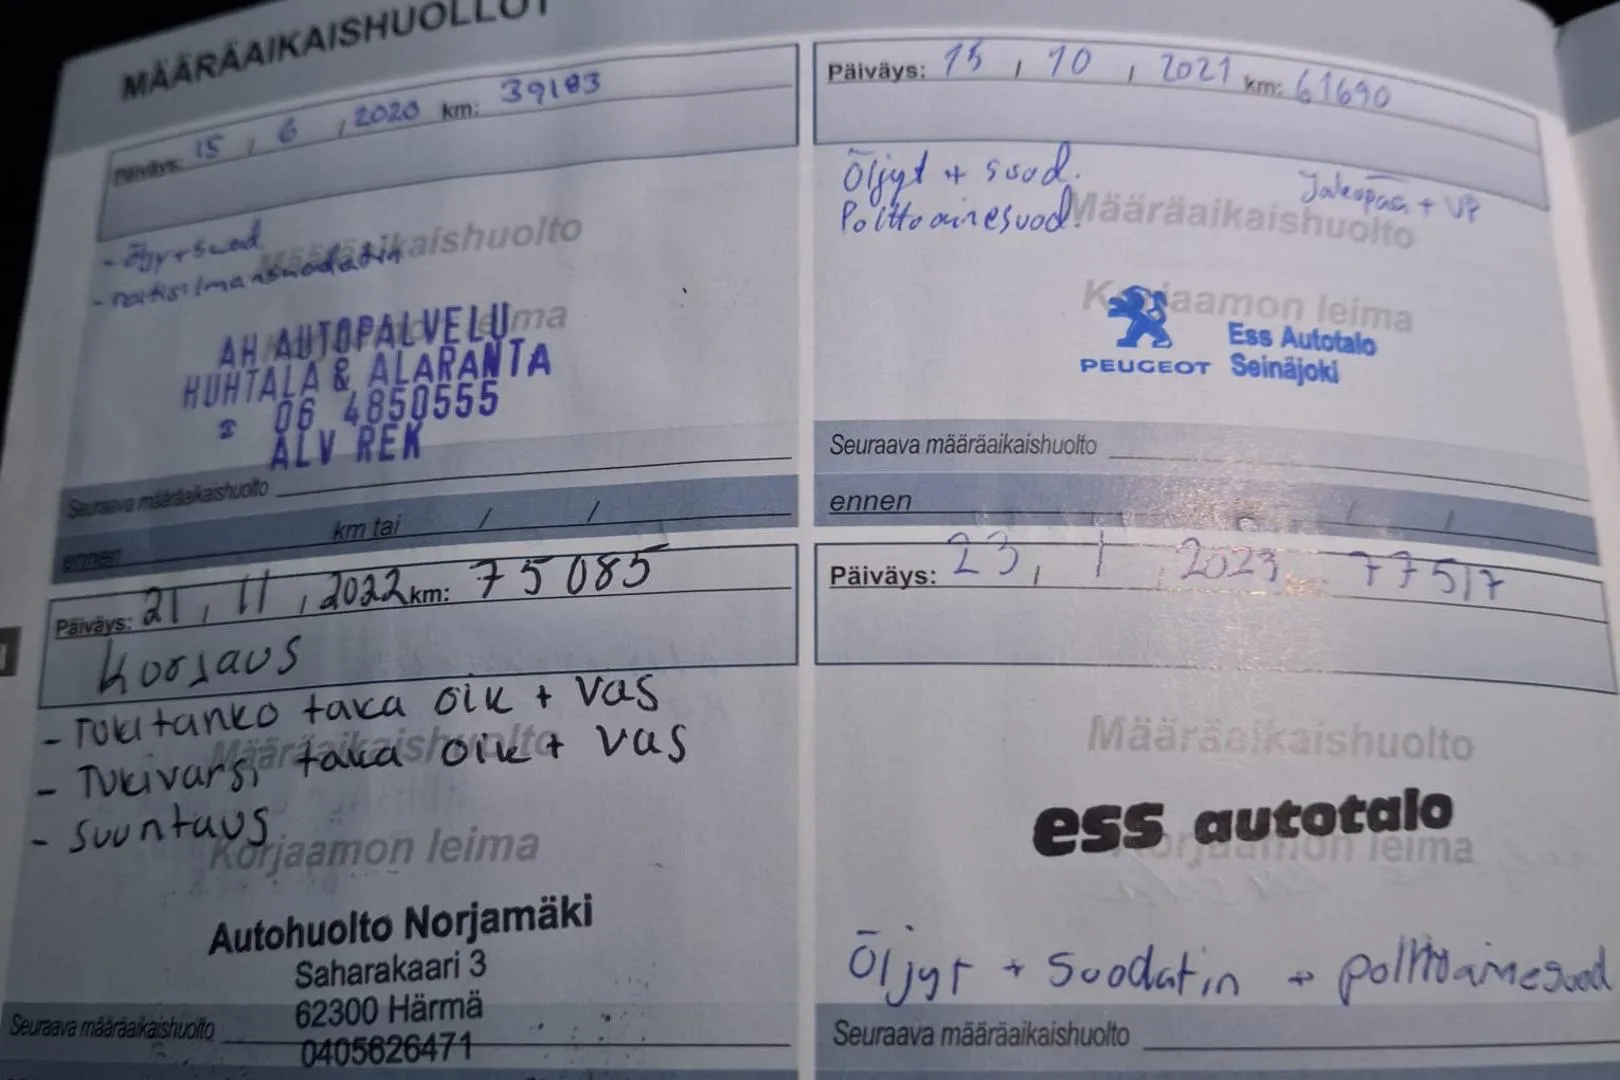 MÄÄRÄAIKAISHUOLLOT
Päiväys: 15 / 6 / 2020 km: 39183
- öljy + suod
- raitisilmansuodatin
Määräaikaishuolto
Korjaamon leima
AH AUTOPALVELU
HUHTALA & ALARANTA
☎ 06 4850555
ALV REK
Seuraava määräaikaishuolto
ennen km tai / /
Päiväys: 15 / 10 / 2021 km: 61690
Öljyt + suod.
Polttoainesuod.
Jakopää + VP
Määräaikaishuolto
Korjaamon leima
PEUGEOT
Ess Autotalo
Seinäjoki
Seuraava määräaikaishuolto
ennen / /
Päiväys: 21 / 11 / 2022 km: 75085
Korjaus
- Tukitanko taka oik + vas
- Tukivarsi taka oik + vas
- Suuntaus
Määräaikaishuolto
Korjaamon leima
Autohuolto Norjamäki
Saharakaari 3
62300 Härmä
0405626471
Seuraava määräaikaishuolto
Päiväys: 23 / 1 2023 77517
Määräaikaishuolto
ess autotalo
Korjaamon leima
Öljyt + Suodatin + polttoainesuod
Seuraava määräaikaishuolto